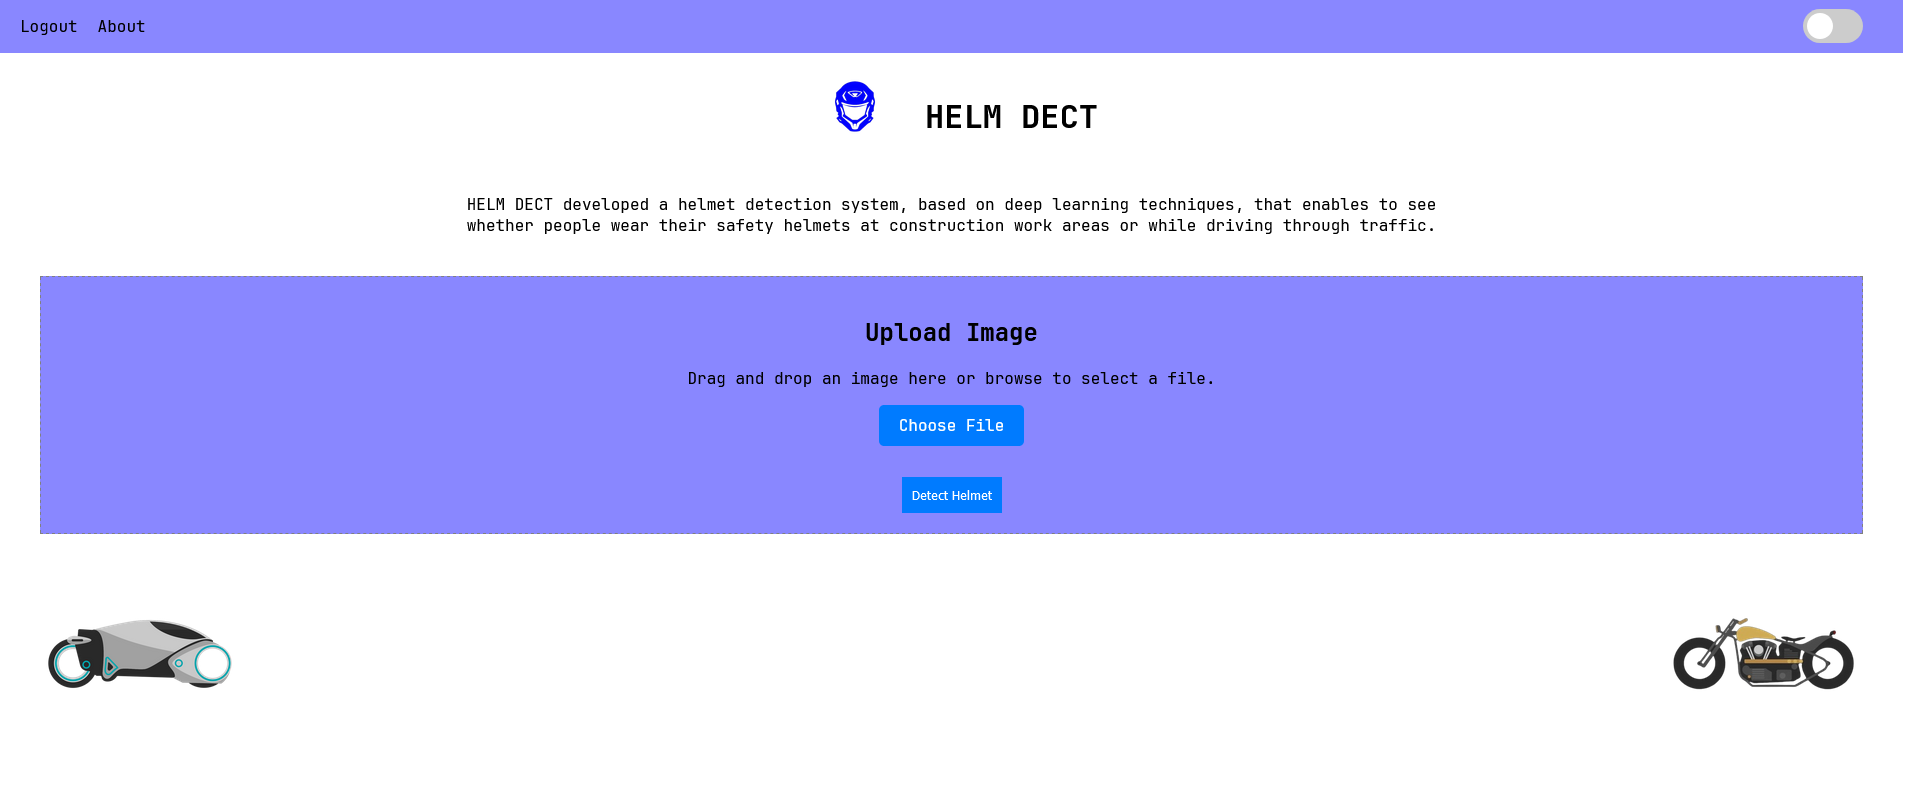 Logout About
HELM DECT
HELM DECT developed a helmet detection system, based on deep learning techniques, that enables to see
whether people wear their safety helmets at construction work areas or while driving through traffic.
Upload Image
Drag and drop an image here or browse to select a file.
Choose File
Detect Helmet